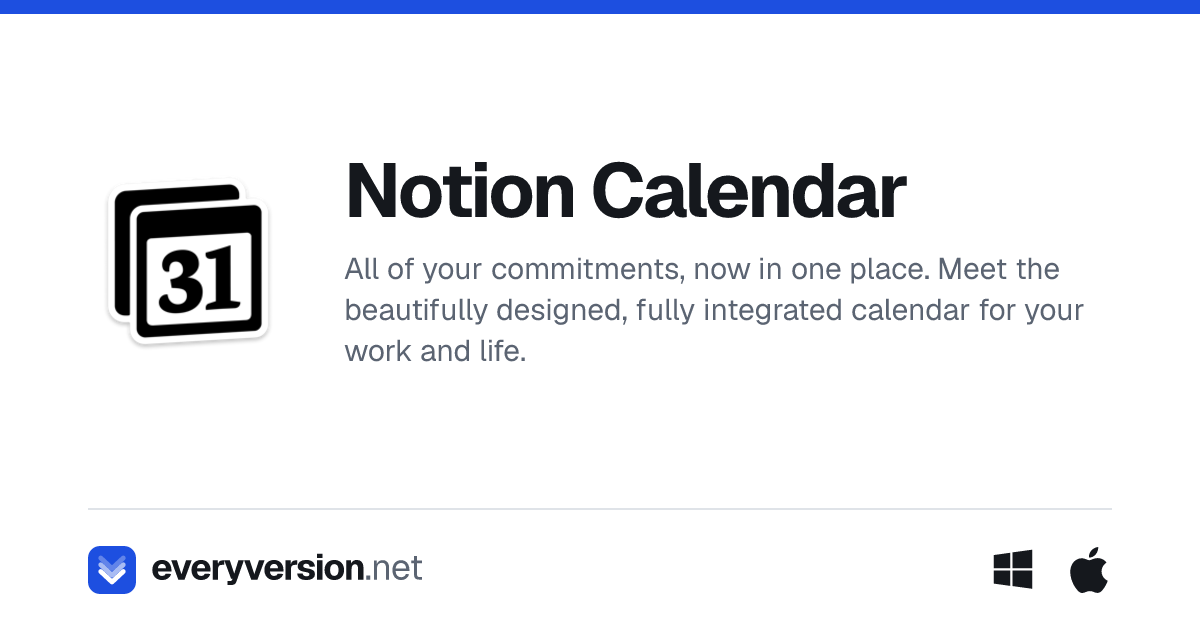 Notion Calendar
31
All of your commitments, now in one place. Meet the
beautifully designed, fully integrated calendar for your
work and life.
everyversion.net